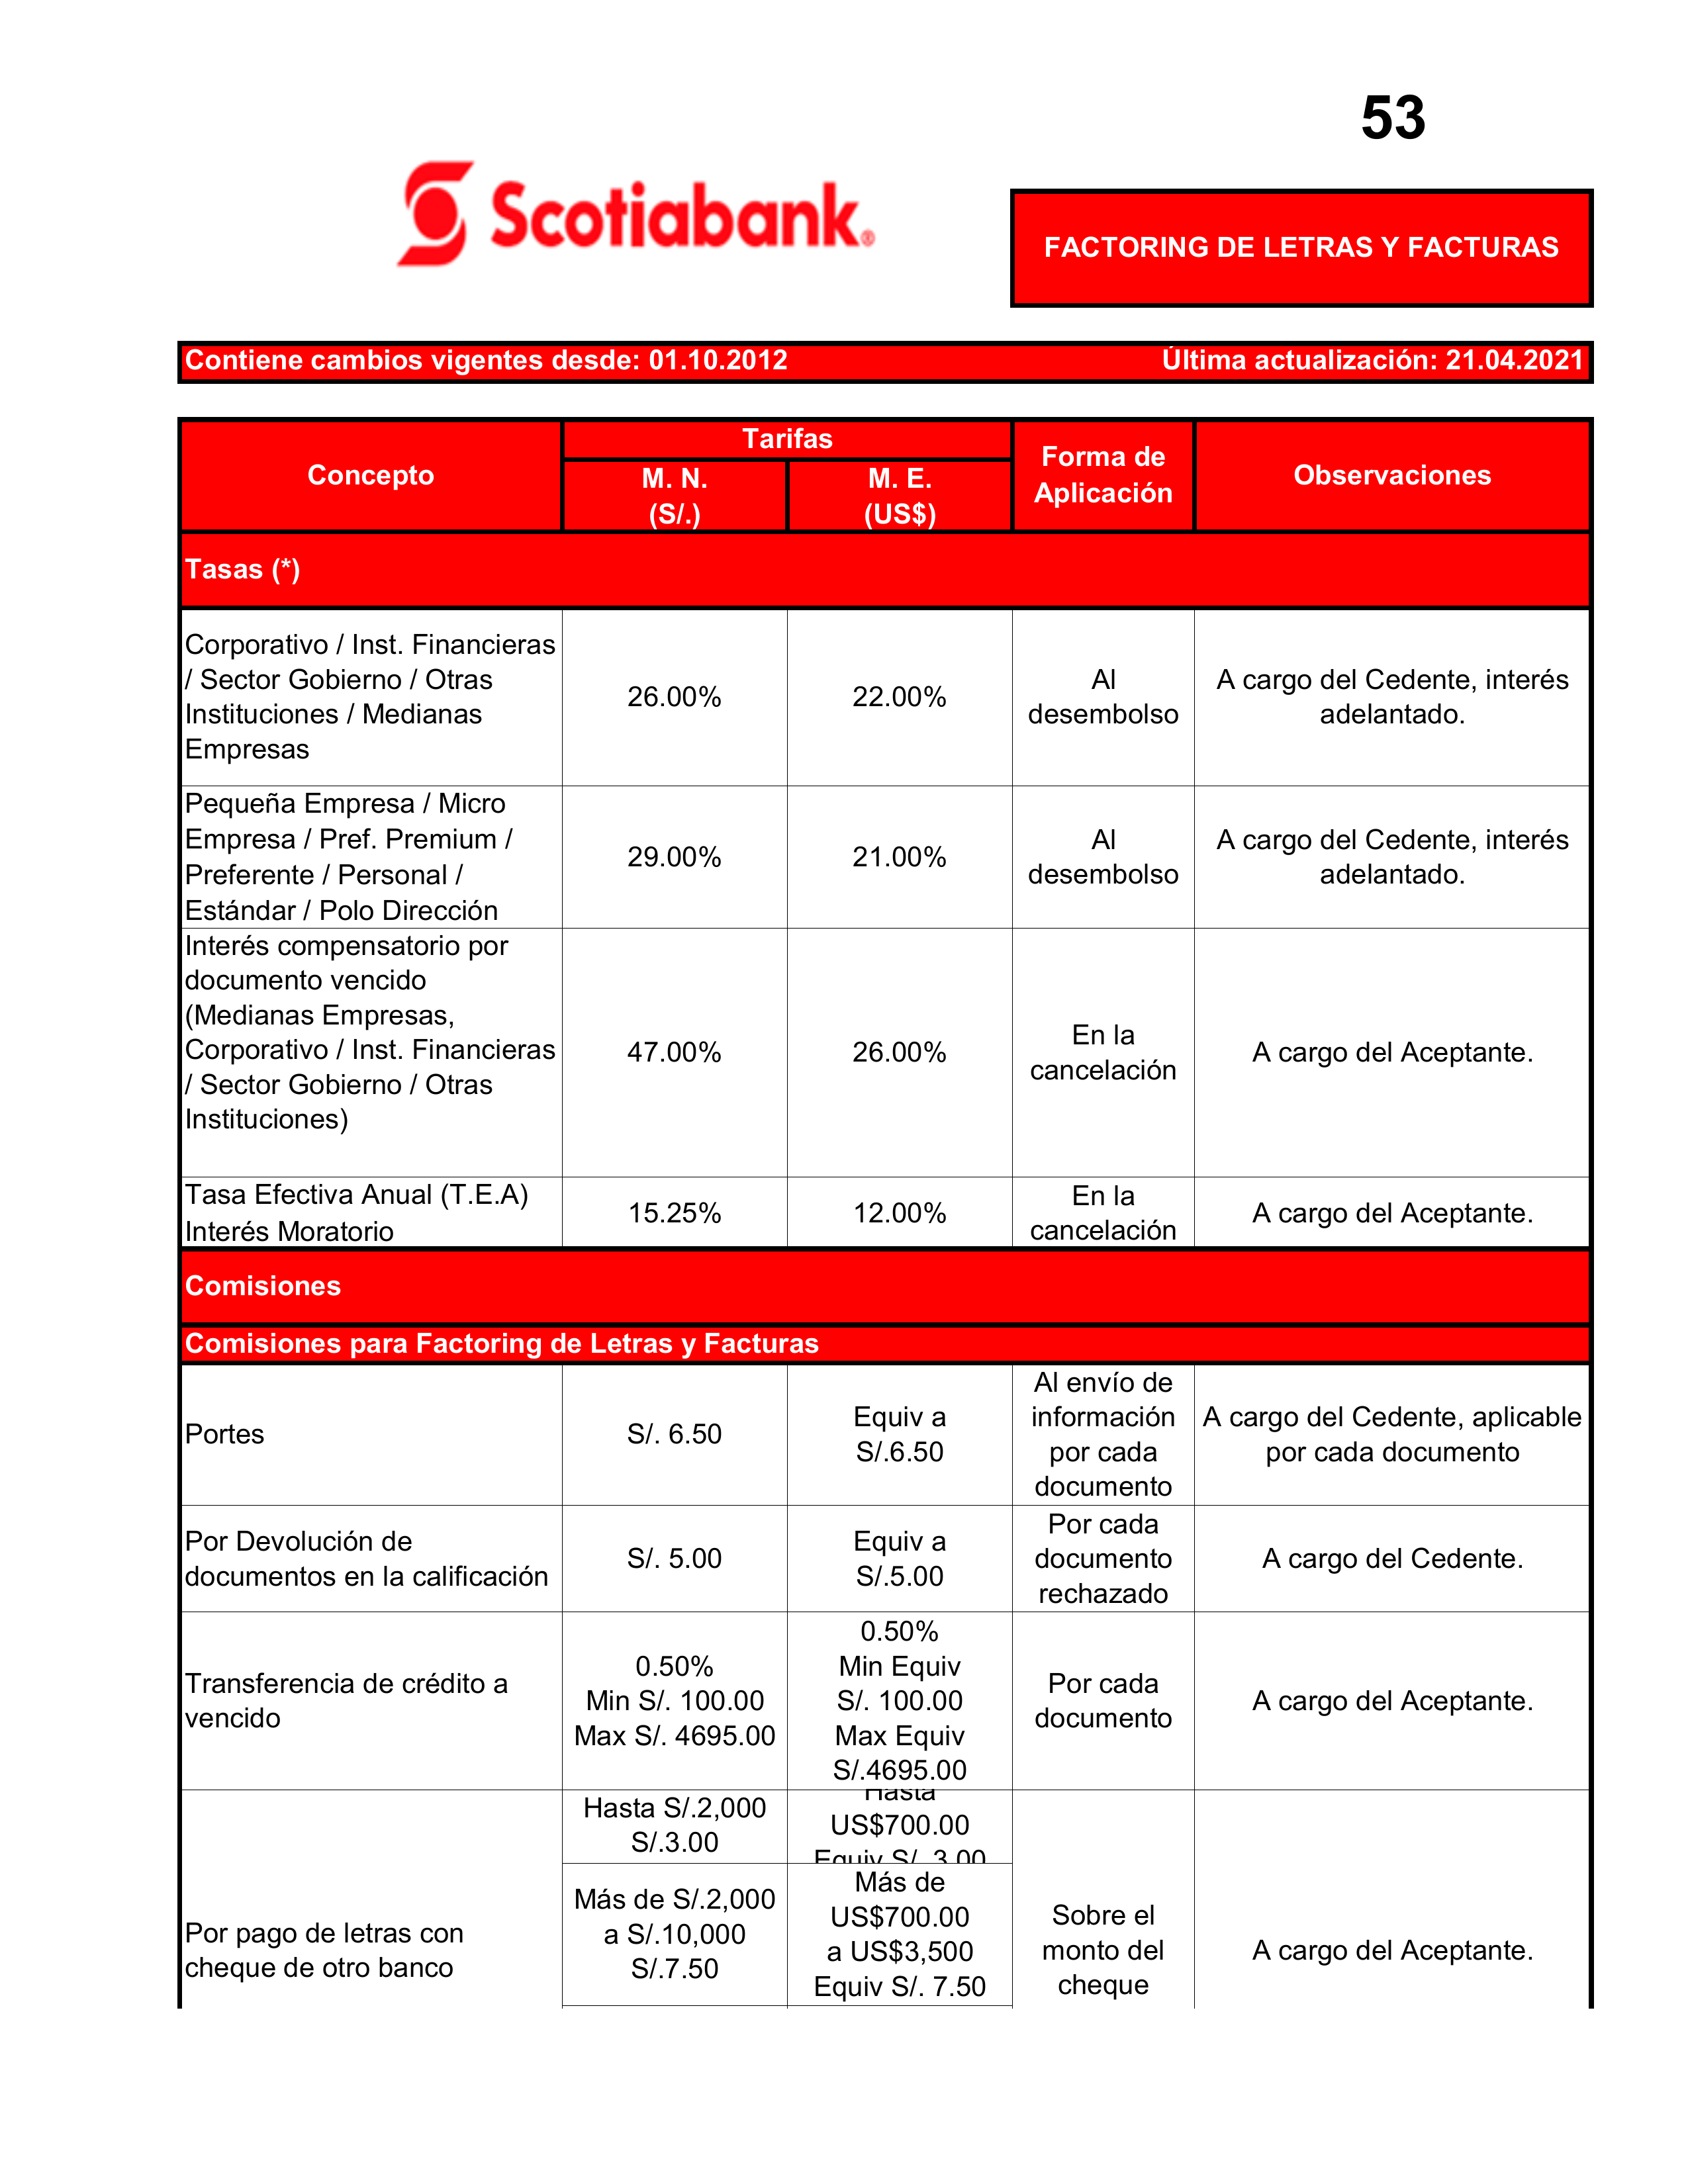 53
Scotiabank®
FACTORING DE LETRAS Y FACTURAS
Contiene cambios vigentes desde: 01.10.2012 Última actualización: 21.04.2021
Concepto
Tarifas
M. N.
(S/.)
M. E.
(US$)
Forma de
Aplicación
Observaciones
Tasas (*)
Corporativo / Inst. Financieras
/ Sector Gobierno / Otras
Instituciones / Medianas
Empresas
26.00%
22.00%
Al
desembolso
A cargo del Cedente, interés
adelantado.
Pequeña Empresa / Micro
Empresa / Pref. Premium /
Preferente / Personal /
Estándar / Polo Dirección
29.00%
21.00%
Al
desembolso
A cargo del Cedente, interés
adelantado.
Interés compensatorio por
documento vencido
(Medianas Empresas,
Corporativo / Inst. Financieras
/ Sector Gobierno / Otras
Instituciones)
47.00%
26.00%
En la
cancelación
A cargo del Aceptante.
Tasa Efectiva Anual (T.E.A)
Interés Moratorio
15.25%
12.00%
En la
cancelación
A cargo del Aceptante.
Comisiones
Comisiones para Factoring de Letras y Facturas
Portes
S/. 6.50
Equiv a
S/.6.50
Al envío de
información
por cada
documento
A cargo del Cedente, aplicable
por cada documento
Por Devolución de
documentos en la calificación
S/. 5.00
Equiv a
S/.5.00
Por cada
documento
rechazado
A cargo del Cedente.
Transferencia de crédito a
vencido
0.50%
Min S/. 100.00
Max S/. 4695.00
0.50%
Min Equiv
S/. 100.00
Max Equiv
S/.4695.00
Por cada
documento
A cargo del Aceptante.
Por pago de letras con
cheque de otro banco
Hasta S/.2,000
S/.3.00
Hasta
US$700.00
Equiv S/. 3.00
Más de S/.2,000
a S/.10,000
S/.7.50
Más de
US$700.00
a US$3,500
Equiv S/. 7.50
Sobre el
monto del
cheque
A cargo del Aceptante.